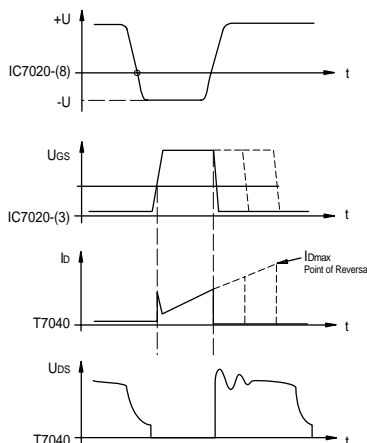 +U
IC7020-(8)
t
-U
UGS
IC7020-(3)
t
ID
IDmax
Point of Reversa
T7040
t
UDS
T7040
t